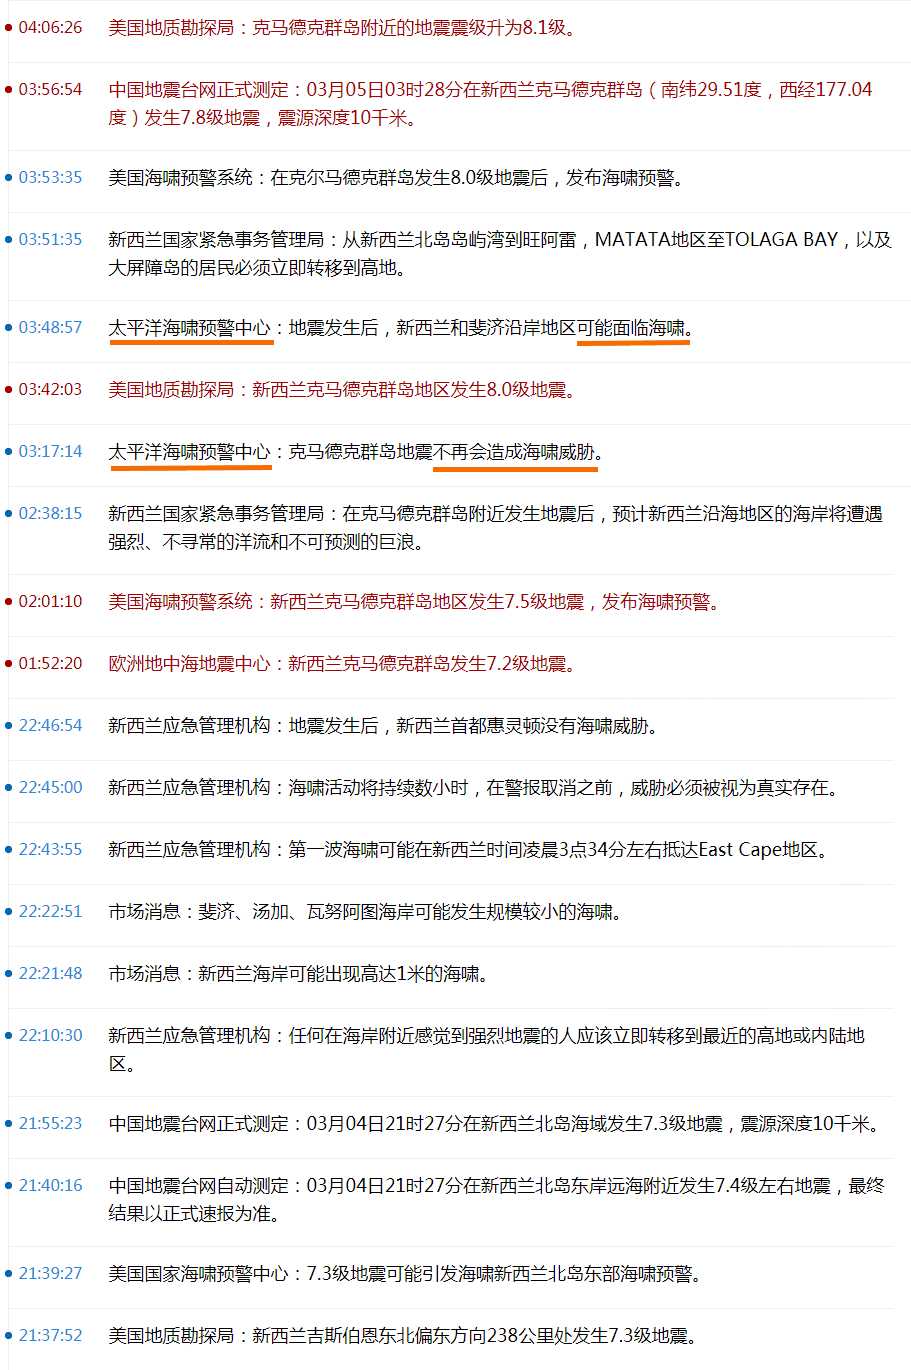 04:06:26 美国地质勘探局：克马德克群岛附近的地震震级升为8.1级。
03:56:54 中国地震台网正式测定：03月05日03时28分在新西兰克马德克群岛（南纬29.51度，西经177.04
度）发生7.8级地震，震源深度10千米。
03:53:35 美国海啸预警系统：在克尔马德克群岛发生8.0级地震后，发布海啸预警。
03:51:35 新西兰国家紧急事务管理局：从新西兰北岛岛屿湾到旺阿雷，MATATA地区至TOLAGA BAY，以及
大屏障岛的居民必须立即转移到高地。
03:48:57 太平洋海啸预警中心：地震发生后，新西兰和斐济沿岸地区可能面临海啸。
03:42:03 美国地质勘探局：新西兰克马德克群岛地区发生8.0级地震。
03:17:14 太平洋海啸预警中心：克马德克群岛地震不再会造成海啸威胁。
02:38:15 新西兰国家紧急事务管理局：在克马德克群岛附近发生地震后，预计新西兰沿海地区的海岸将遭遇
强烈、不寻常的洋流和不可预测的巨浪。
02:01:10 美国海啸预警系统：新西兰克马德克群岛地区发生7.5级地震，发布海啸预警。
01:52:20 欧洲地中海地震中心：新西兰克马德克群岛发生7.2级地震。
22:46:54 新西兰应急管理机构：地震发生后，新西兰首都惠灵顿没有海啸威胁。
22:45:00 新西兰应急管理机构：海啸活动将持续数小时，在警报取消之前，威胁必须被视为真实存在。
22:43:55 新西兰应急管理机构：第一波海啸可能在新西兰时间凌晨3点34分左右抵达East Cape地区。
22:22:51 市场消息：斐济、汤加、瓦努阿图海岸可能发生规模较小的海啸。
22:21:48 市场消息：新西兰海岸可能出现高达1米的海啸。
22:10:30 新西兰应急管理机构：任何在海岸附近感觉到强烈地震的人应该立即转移到最近的高地或内陆地
区。
21:55:23 中国地震台网正式测定：03月04日21时27分在新西兰北岛海域发生7.3级地震，震源深度10千米。
21:40:16 中国地震台网自动测定：03月04日21时27分在新西兰北岛东岸远海附近发生7.4级左右地震，最终
结果以正式速报为准。
21:39:27 美国国家海啸预警中心：7.3级地震可能引发海啸新西兰北岛东部海啸预警。
21:37:52 美国地质勘探局：新西兰吉斯伯恩东北偏东方向238公里处发生7.3级地震。